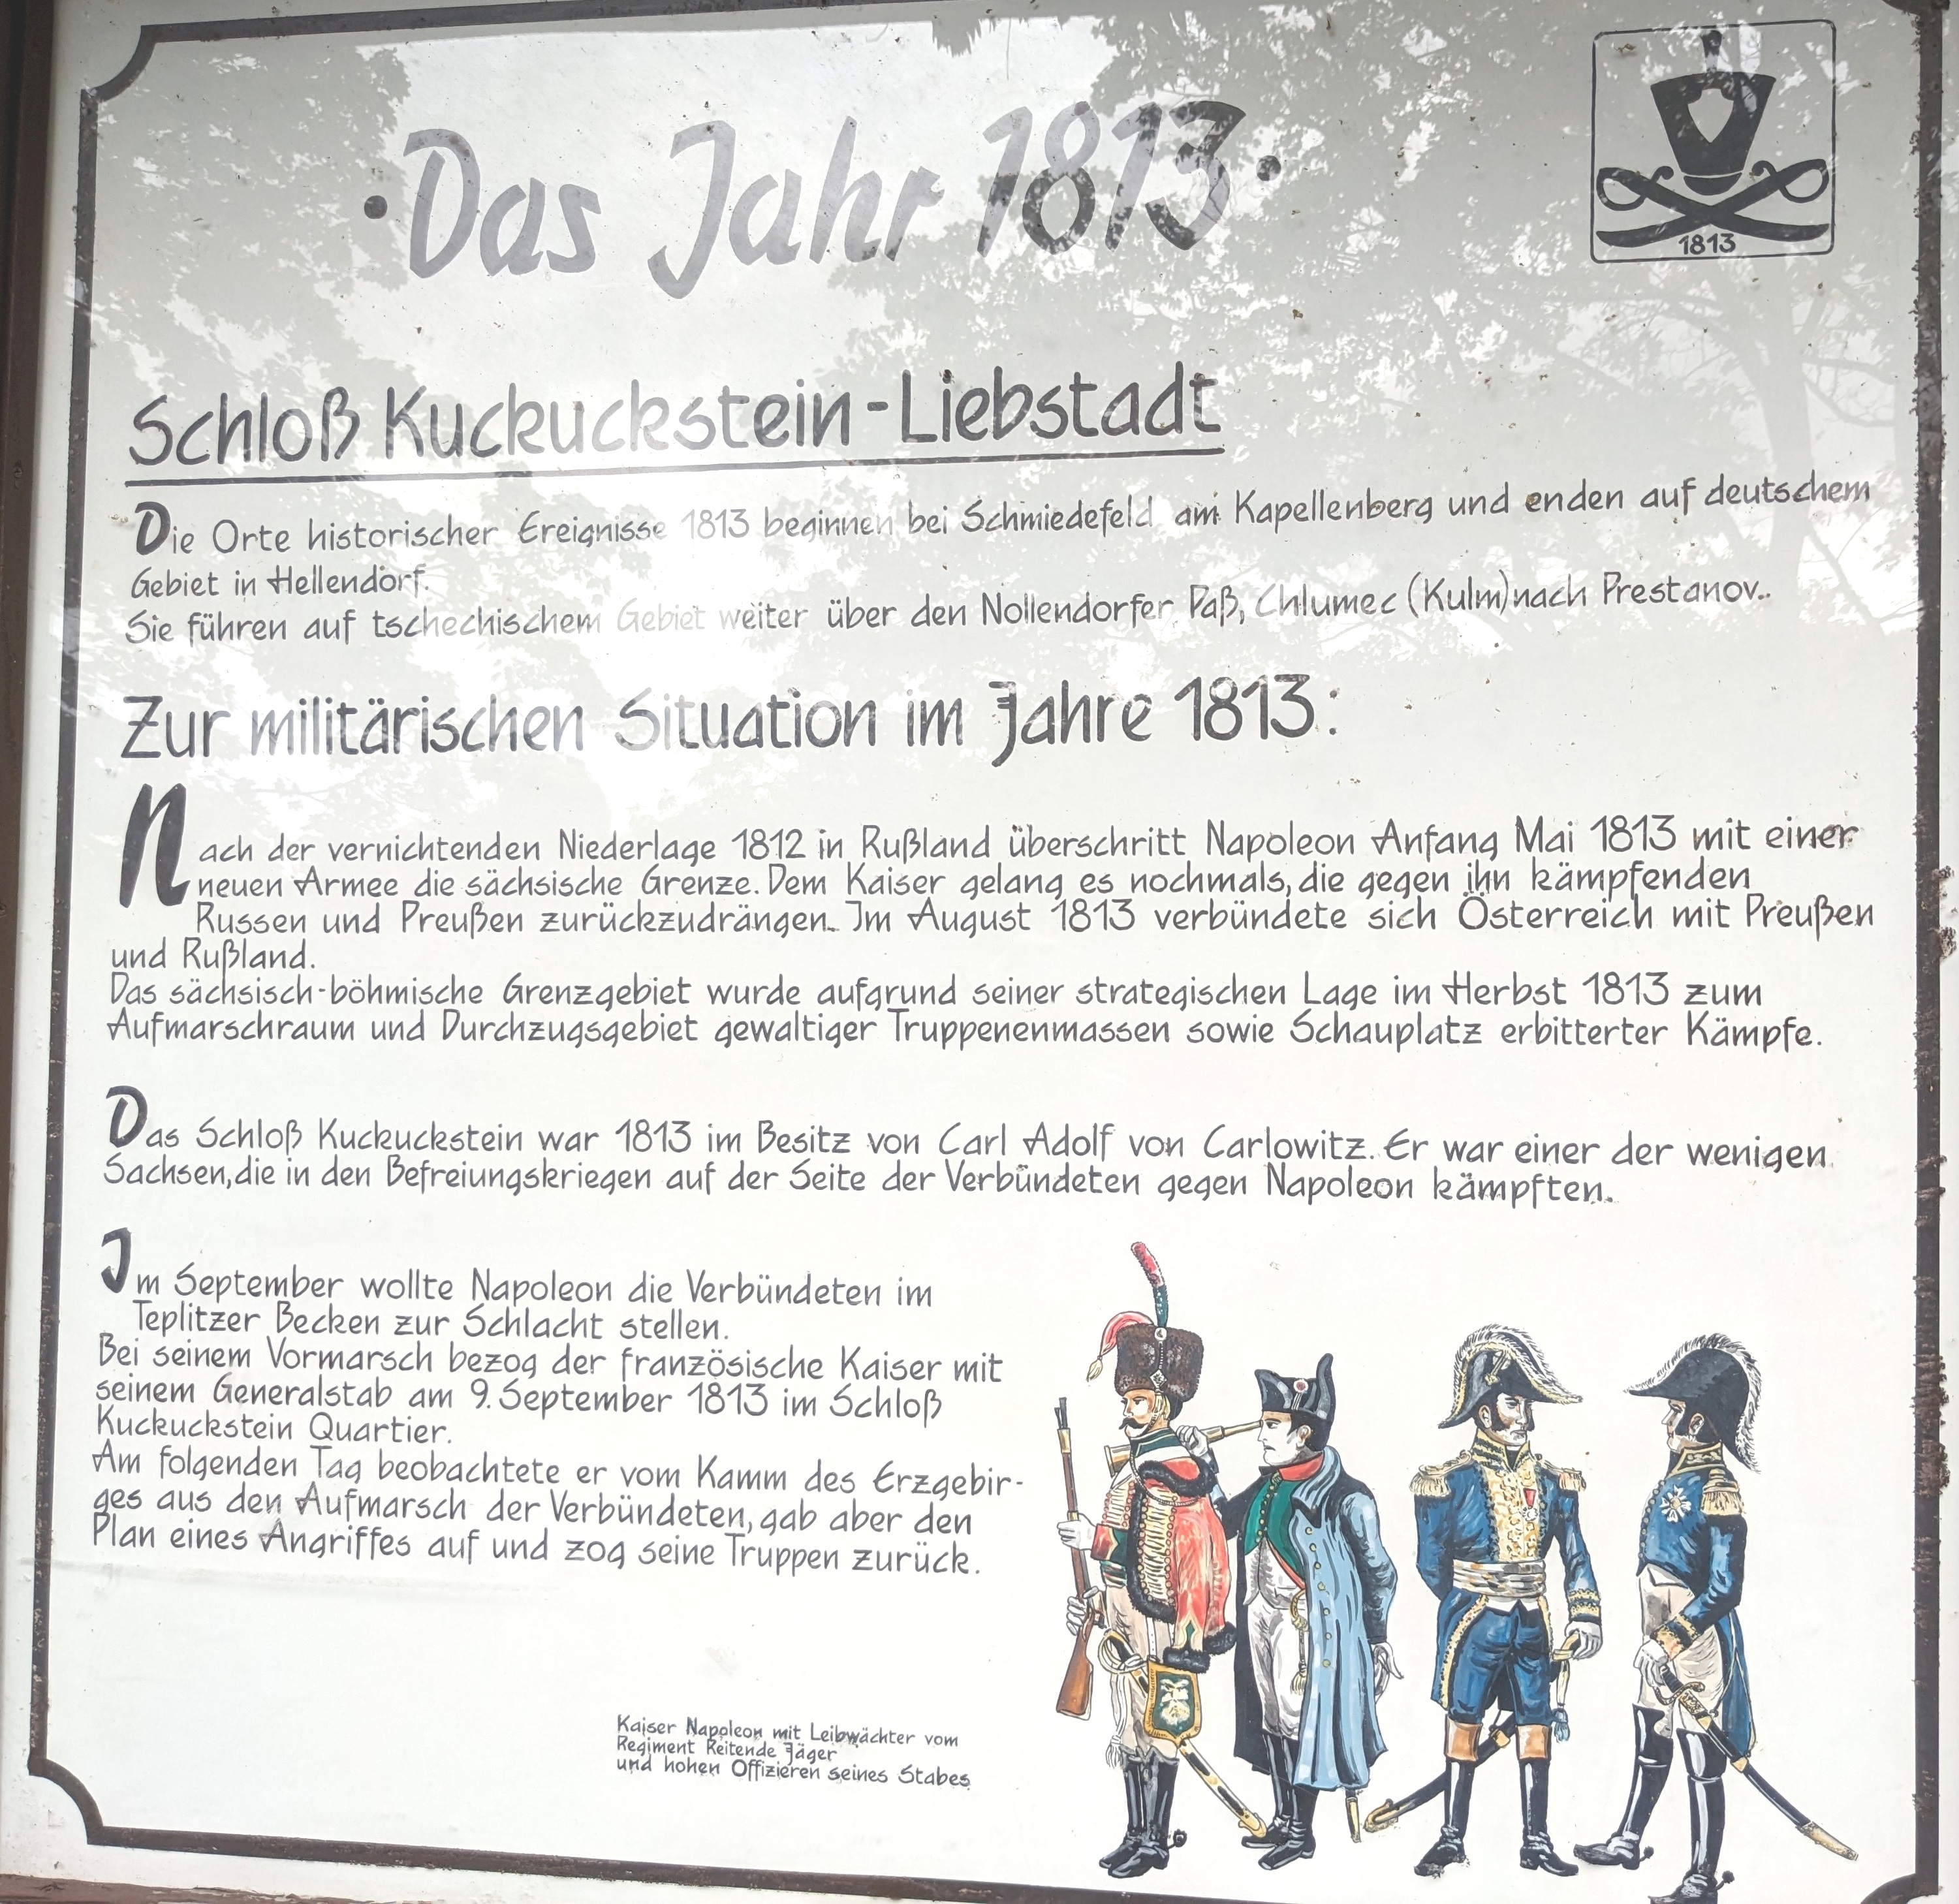 ·Das Jahr 1813·
1813
Schloß Kuckuckstein-Liebstadt
Die Orte historischer Ereignisse 1813 beginnen bei Schmiedefeld am Kapellenberg und enden auf deutschem
Gebiet in Hellendorf.
Sie führen auf tschechischem Gebiet weiter über den Nollendorfer Paß, Chlumec (Kulm) nach Prestanov.
Zur militärischen Situation im Jahre 1813:
Nach der vernichtenden Niederlage 1812 in Rußland überschritt Napoleon Anfang Mai 1813 mit einer
neuen Armee die sächsische Grenze. Dem Kaiser gelang es nochmals, die gegen ihn kämpfenden
Russen und Preußen zurückzudrängen. Im August 1813 verbündete sich Österreich mit Preußen
und Rußland.
Das sächsisch-böhmische Grenzgebiet wurde aufgrund seiner strategischen Lage im Herbst 1813 zum
Aufmarschraum und Durchzugsgebiet gewaltiger Truppenenmassen sowie Schauplatz erbitterter Kämpfe.
Das Schloß Kuckuckstein war 1813 im Besitz von Carl Adolf von Carlowitz. Er war einer der wenigen
Sachsen, die in den Befreiungskriegen auf der Seite der Verbündeten gegen Napoleon kämpften.
Im September wollte Napoleon die Verbündeten im
Teplitzer Becken zur Schlacht stellen.
Bei seinem Vormarsch bezog der französische Kaiser mit
seinem Generalstab am 9. September 1813 im Schloß
Kuckuckstein Quartier.
Am folgenden Tag beobachtete er vom Kamm des Erzgebir-
ges aus den Aufmarsch der Verbündeten, gab aber den
Plan eines Angriffes auf und zog seine Truppen zurück.
Kaiser Napoleon mit Leibwächter vom
Regiment Reitende Jäger
und hohen Offizieren seines Stabes